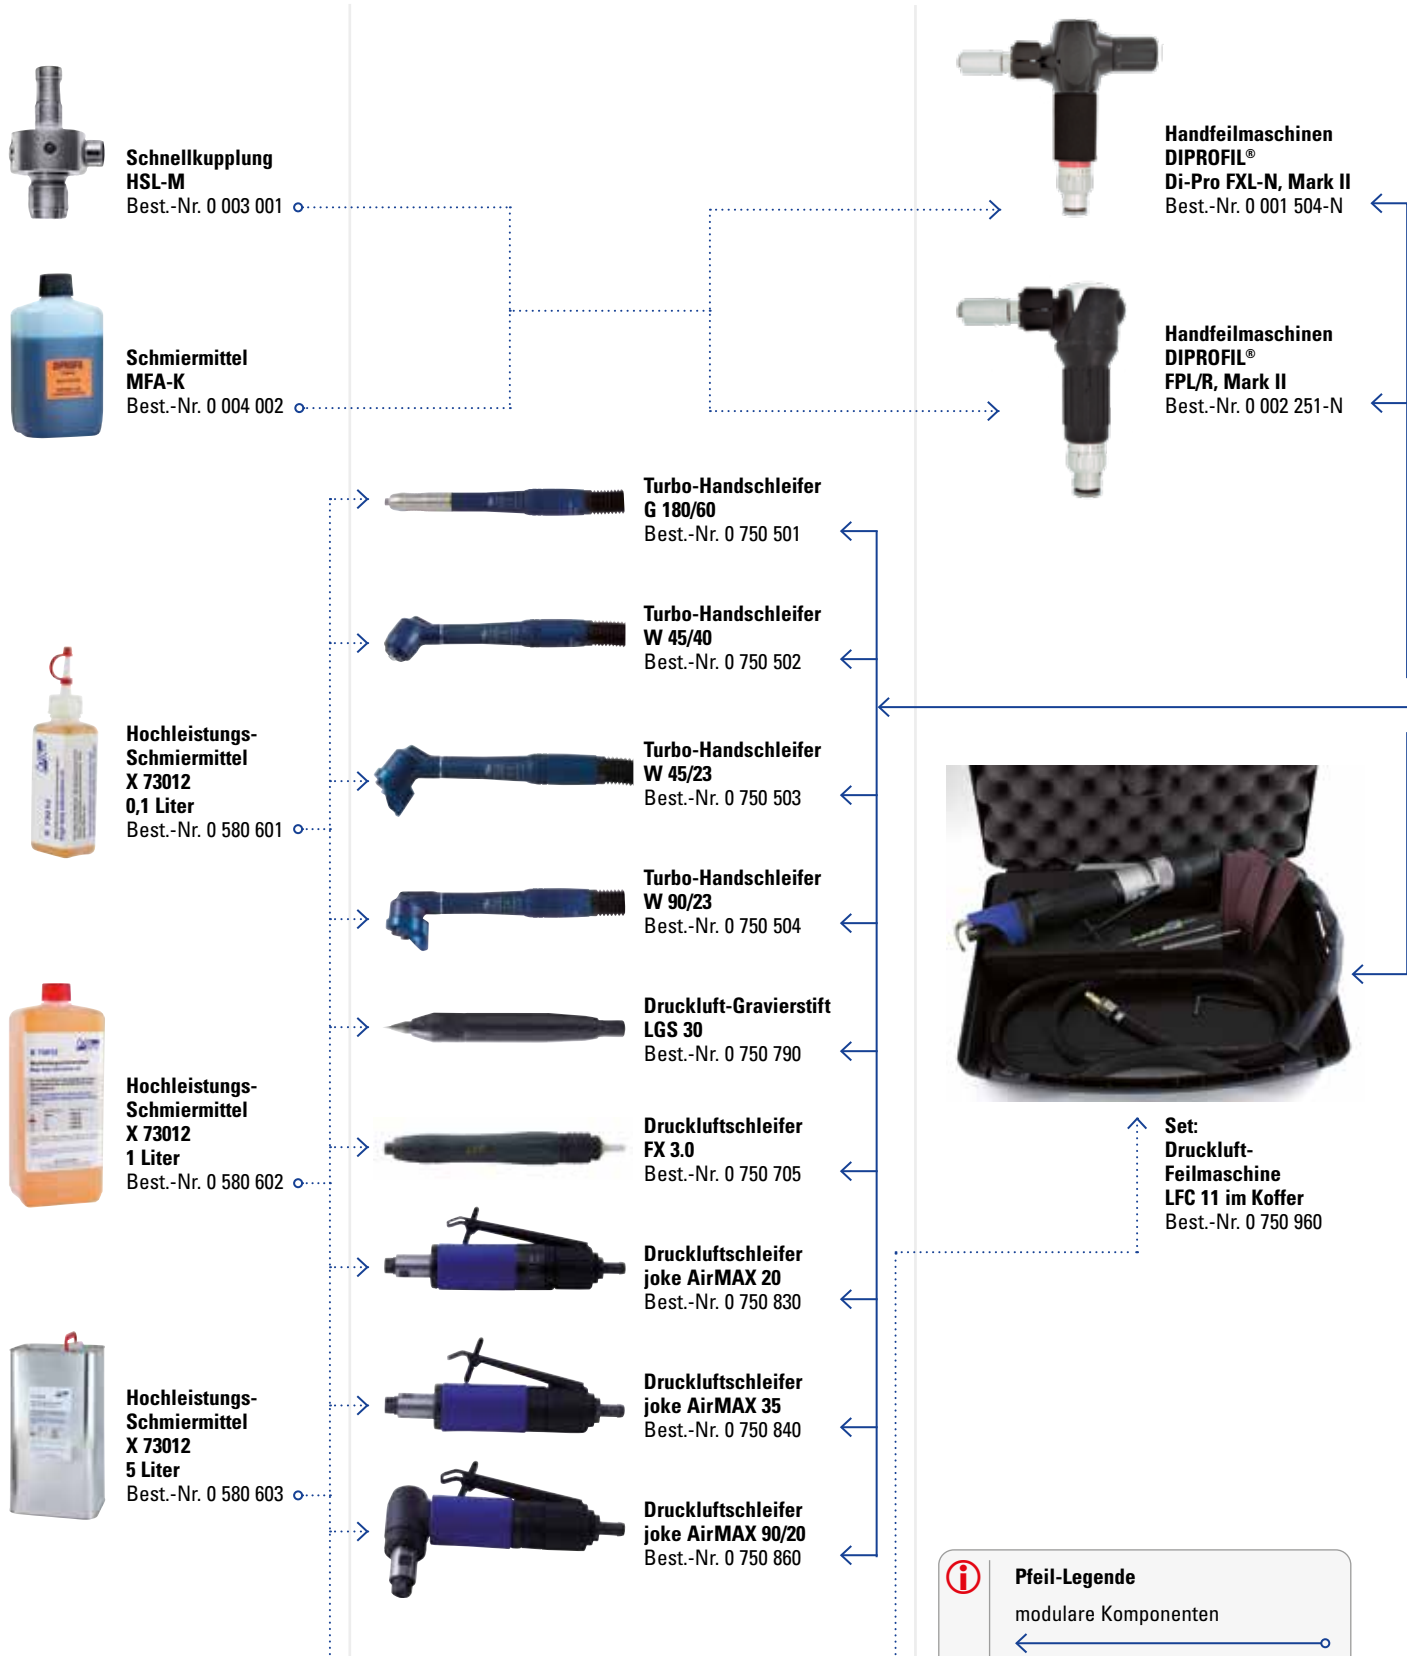 Schnellkupplung
HSL-M
Best.-Nr. 0 003 001
Schmiermittel
MFA-K
Best.-Nr. 0 004 002
Hochleistungs-
Schmiermittel
X 73012
0,1 Liter
Best.-Nr. 0 580 601
Hochleistungs-
Schmiermittel
X 73012
1 Liter
Best.-Nr. 0 580 602
Hochleistungs-
Schmiermittel
X 73012
5 Liter
Best.-Nr. 0 580 603
Turbo-Handschleifer
G 180/60
Best.-Nr. 0 750 501
Turbo-Handschleifer
W 45/40
Best.-Nr. 0 750 502
Turbo-Handschleifer
W 45/23
Best.-Nr. 0 750 503
Turbo-Handschleifer
W 90/23
Best.-Nr. 0 750 504
Druckluft-Gravierstift
LGS 30
Best.-Nr. 0 750 790
Druckluftschleifer
FX 3.0
Best.-Nr. 0 750 705
Druckluftschleifer
joke AirMAX 20
Best.-Nr. 0 750 830
Druckluftschleifer
joke AirMAX 35
Best.-Nr. 0 750 840
Druckluftschleifer
joke AirMAX 90/20
Best.-Nr. 0 750 860
Handfeilmaschinen
DIPROFIL®
Di-Pro FXL-N, Mark II
Best.-Nr. 0 001 504-N
Handfeilmaschinen
DIPROFIL®
FPL/R, Mark II
Best.-Nr. 0 002 251-N
Set:
Druckluft-
Feilmaschine
LFC 11 im Koffer
Best.-Nr. 0 750 960
Pfeil-Legende
modulare Komponenten